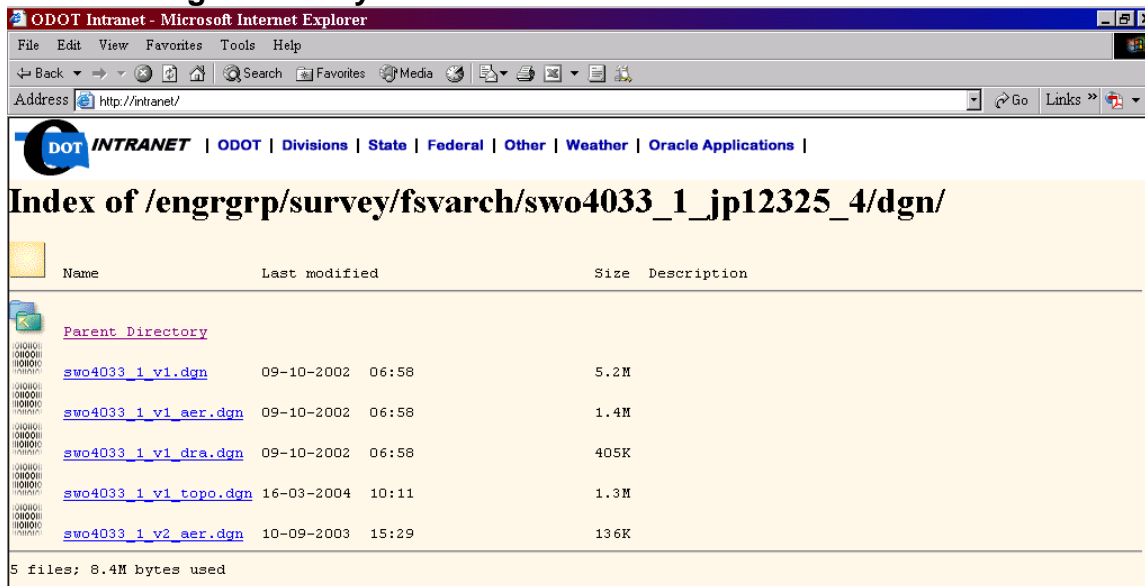 ODOT Intranet - Microsoft Internet Explorer
File Edit View Favorites Tools Help
Back Search Favorites Media
Address http://intranet/ Go Links »
DOT INTRANET | ODOT | Divisions | State | Federal | Other | Weather | Oracle Applications |
Index of /engrgrp/survey/fsvarch/swo4033_1_jp12325_4/dgn/
Name Last modified Size Description
Parent Directory
swo4033_1_v1.dgn 09-10-2002 06:58 5.2M
swo4033_1_v1_aer.dgn 09-10-2002 06:58 1.4M
swo4033_1_v1_dra.dgn 09-10-2002 06:58 405K
swo4033_1_v1_topo.dgn 16-03-2004 10:11 1.3M
swo4033_1_v2_aer.dgn 10-09-2003 15:29 136K
5 files; 8.4M bytes used